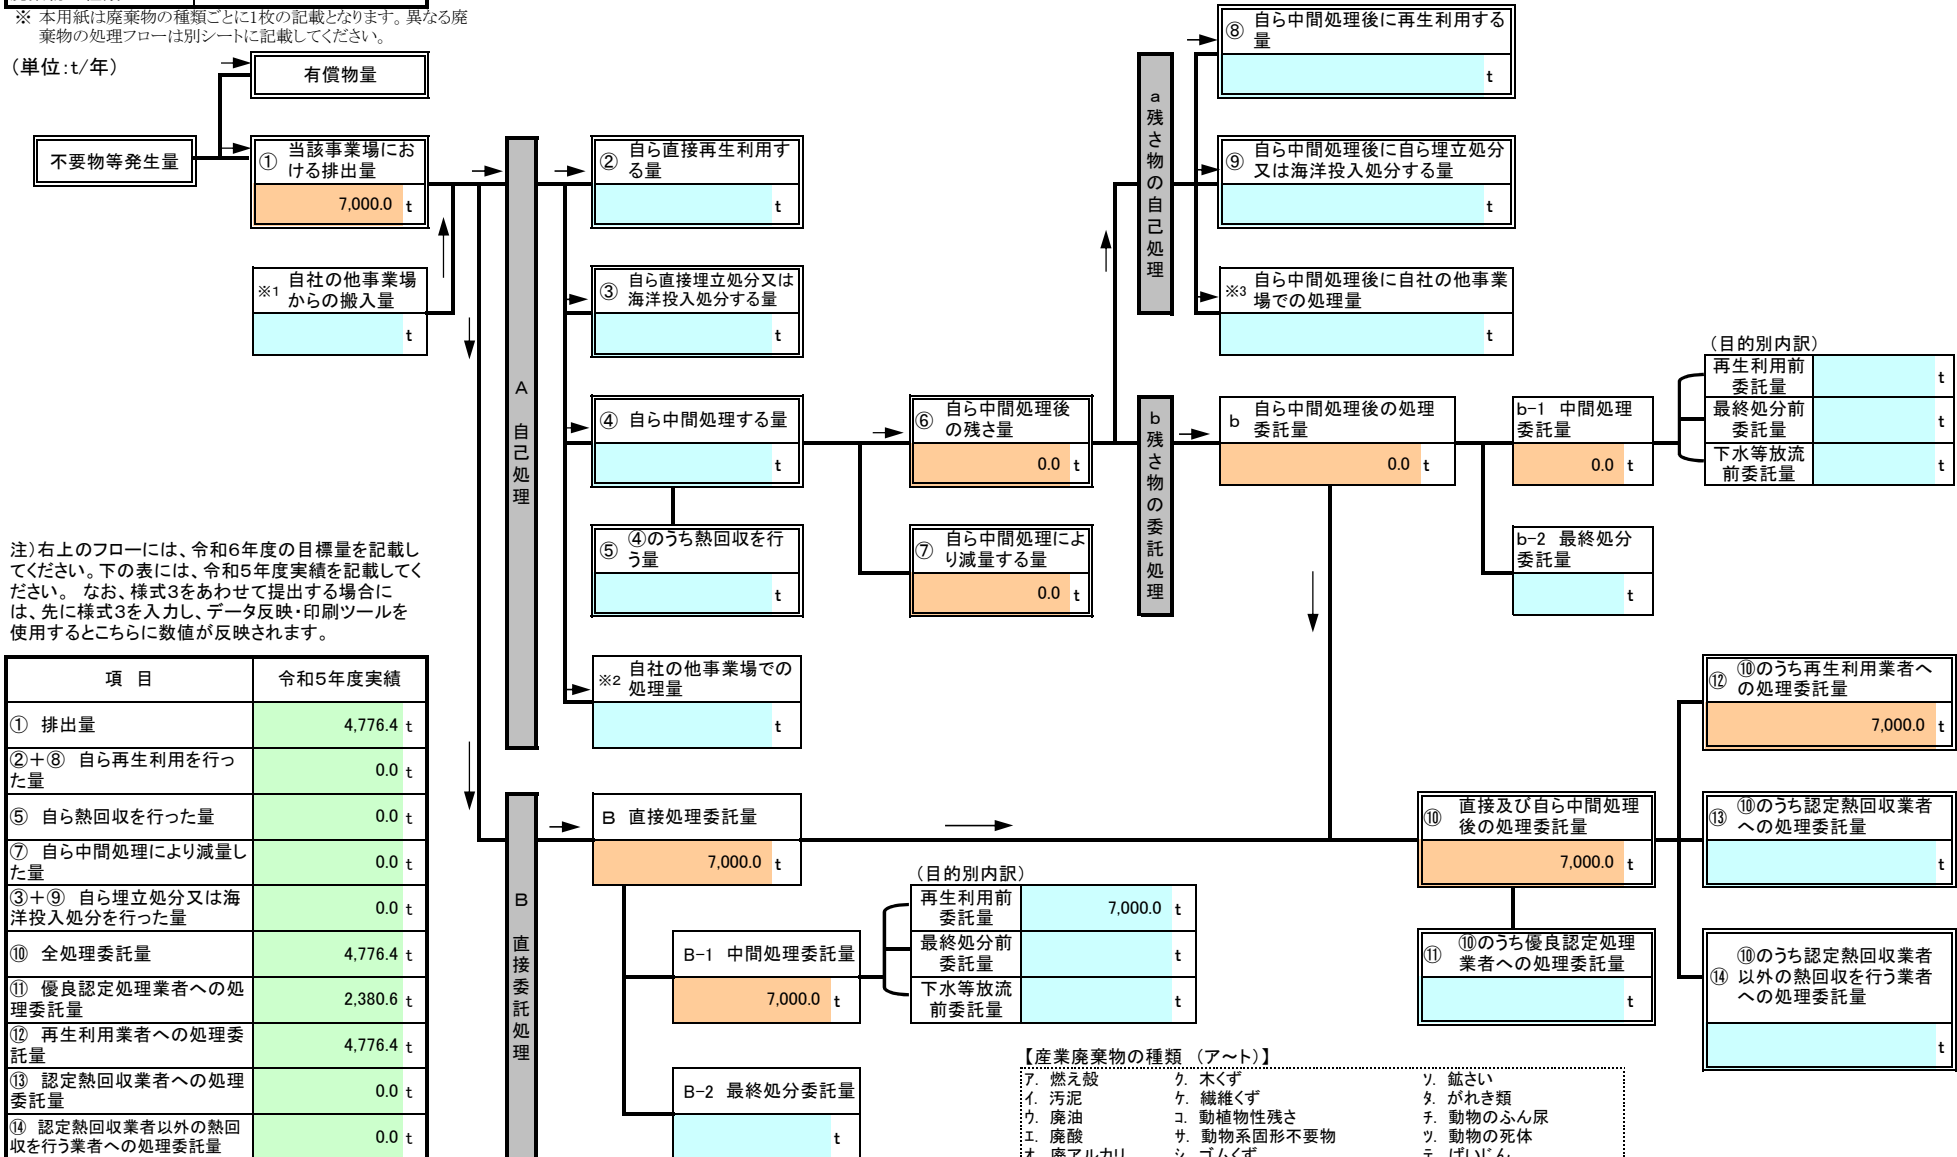 ※ 本用紙は廃棄物の種類ごとに1枚の記載となります。異なる廃
棄物の処理フローは別シートに記載してください。
(単位:t/年)
有償物量
不要物等発生量
① 当該事業場にお
ける排出量
7,000.0 t
※1 自社の他事業場
からの搬入量
t
A 自己処理
② 自ら直接再生利用す
る量
t
③ 自ら直接埋立処分又は
海洋投入処分する量
t
④ 自ら中間処理する量
t
⑤ ④のうち熱回収を行
う量
t
※2 自社の他事業場での
処理量
t
⑥ 自ら中間処理後
の残さ量
0.0 t
⑦ 自ら中間処理によ
り減量する量
0.0 t
a 残さ物の自己処理
⑧ 自ら中間処理後に再生利用する
量
t
⑨ 自ら中間処理後に自ら埋立処分
又は海洋投入処分する量
t
※3 自ら中間処理後に自社の他事業
場での処理量
t
b 残さ物の委託処理
b 自ら中間処理後の処理
委託量
0.0 t
b-1 中間処理
委託量
0.0 t
(目的別内訳)
再生利用前
委託量
t
最終処分前
委託量
t
下水等放流
前委託量
t
b-2 最終処分
委託量
t
注)右上のフローには、令和6年度の目標量を記載し
てください。下の表には、令和5年度実績を記載してく
ださい。 なお、様式3をあわせて提出する場合に
は、先に様式3を入力し、データ反映・印刷ツールを
使用するとこちらに数値が反映されます。
項 目 令和5年度実績
① 排出量 4,776.4 t
②+⑧ 自ら再生利用を行っ
た量
0.0 t
⑤ 自ら熱回収を行った量 0.0 t
⑦ 自ら中間処理により減量し
た量
0.0 t
③+⑨ 自ら埋立処分又は海
洋投入処分を行った量
0.0 t
⑩ 全処理委託量 4,776.4 t
⑪ 優良認定処理業者への処
理委託量
2,380.6 t
⑫ 再生利用業者への処理委
託量
4,776.4 t
⑬ 認定熱回収業者への処理
委託量
0.0 t
⑭ 認定熱回収業者以外の熱回
収を行う業者への処理委託量
0.0 t
B 直接委託処理
B 直接処理委託量
7,000.0 t
B-1 中間処理委託量
7,000.0 t
(目的別内訳)
再生利用前
委託量
7,000.0 t
最終処分前
委託量
t
下水等放流
前委託量
t
B-2 最終処分委託量
t
⑩ 直接及び自ら中間処理
後の処理委託量
7,000.0 t
⑪ ⑩のうち優良認定処理
業者への処理委託量
t
⑫ ⑩のうち再生利用業者へ
の処理委託量
7,000.0 t
⑬ ⑩のうち認定熱回収業者
への処理委託量
t
⑭ ⑩のうち認定熱回収業者
以外の熱回収を行う業者
への処理委託量
t
【産業廃棄物の種類 (ア~ト)】
ア. 燃え殻 ク. 木くず ソ. 鉱さい
イ. 汚泥 ケ. 繊維くず タ. がれき類
ウ. 廃油 コ. 動植物性残さ チ. 動物のふん尿
エ. 廃酸 サ. 動物系固形不要物 ツ. 動物の死体
オ. 廃アルカリ シ. ゴムくず テ. ばいじん